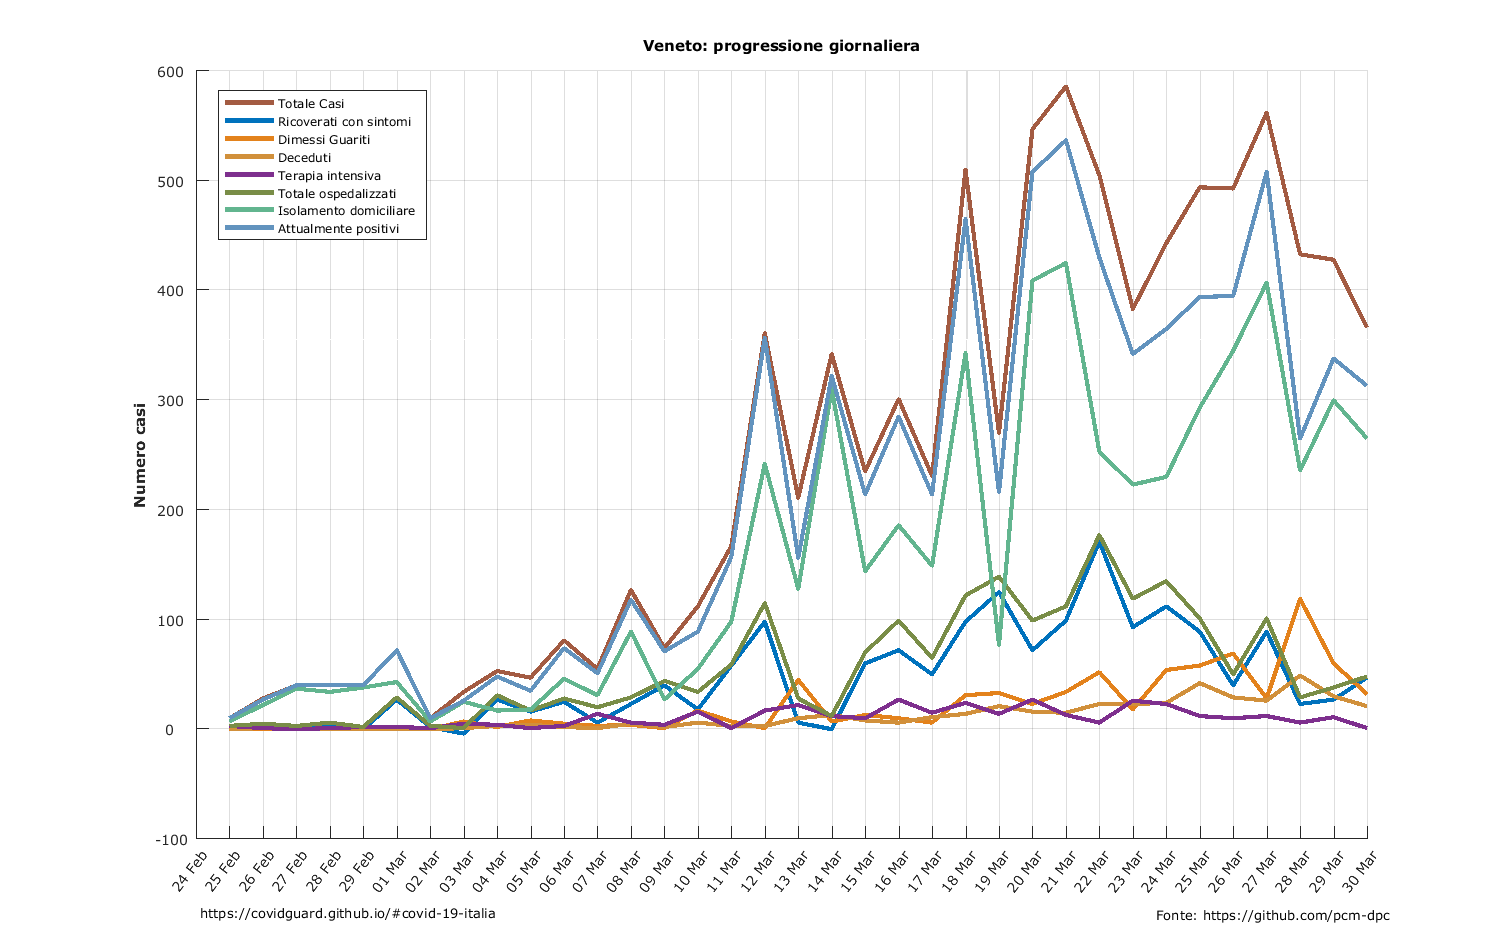 Veneto: progressione giornaliera
600
500
400
300
200
100
0
-100
Numero casi
Totale Casi
Ricoverati con sintomi
Dimessi Guariti
Deceduti
Terapia intensiva
Totale ospedalizzati
Isolamento domiciliare
Attualmente positivi
24 Feb
25 Feb
26 Feb
27 Feb
28 Feb
29 Feb
01 Mar
02 Mar
03 Mar
04 Mar
05 Mar
06 Mar
07 Mar
08 Mar
09 Mar
10 Mar
11 Mar
12 Mar
13 Mar
14 Mar
15 Mar
16 Mar
17 Mar
18 Mar
19 Mar
20 Mar
21 Mar
22 Mar
23 Mar
24 Mar
25 Mar
26 Mar
27 Mar
28 Mar
29 Mar
30 Mar
https://covidguard.github.io/#covid-19-italia
Fonte: https://github.com/pcm-dpc